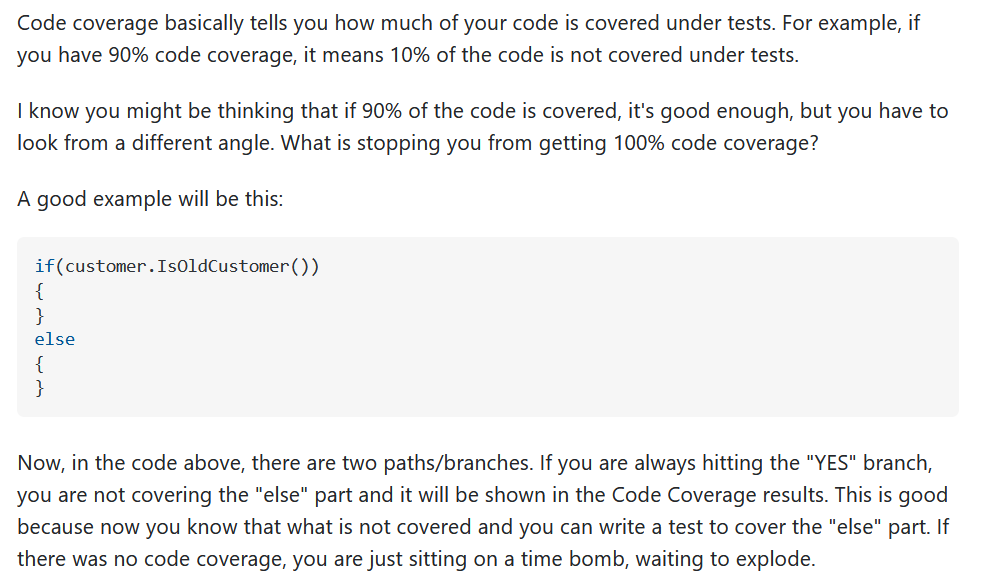 Code coverage basically tells you how much of your code is covered under tests. For example, if
you have 90% code coverage, it means 10% of the code is not covered under tests.
I know you might be thinking that if 90% of the code is covered, it's good enough, but you have to
look from a different angle. What is stopping you from getting 100% code coverage?
A good example will be this:
if(customer.IsOldCustomer())
{
}
else
{
}
Now, in the code above, there are two paths/branches. If you are always hitting the "YES" branch,
you are not covering the "else" part and it will be shown in the Code Coverage results. This is good
because now you know that what is not covered and you can write a test to cover the "else" part. If
there was no code coverage, you are just sitting on a time bomb, waiting to explode.